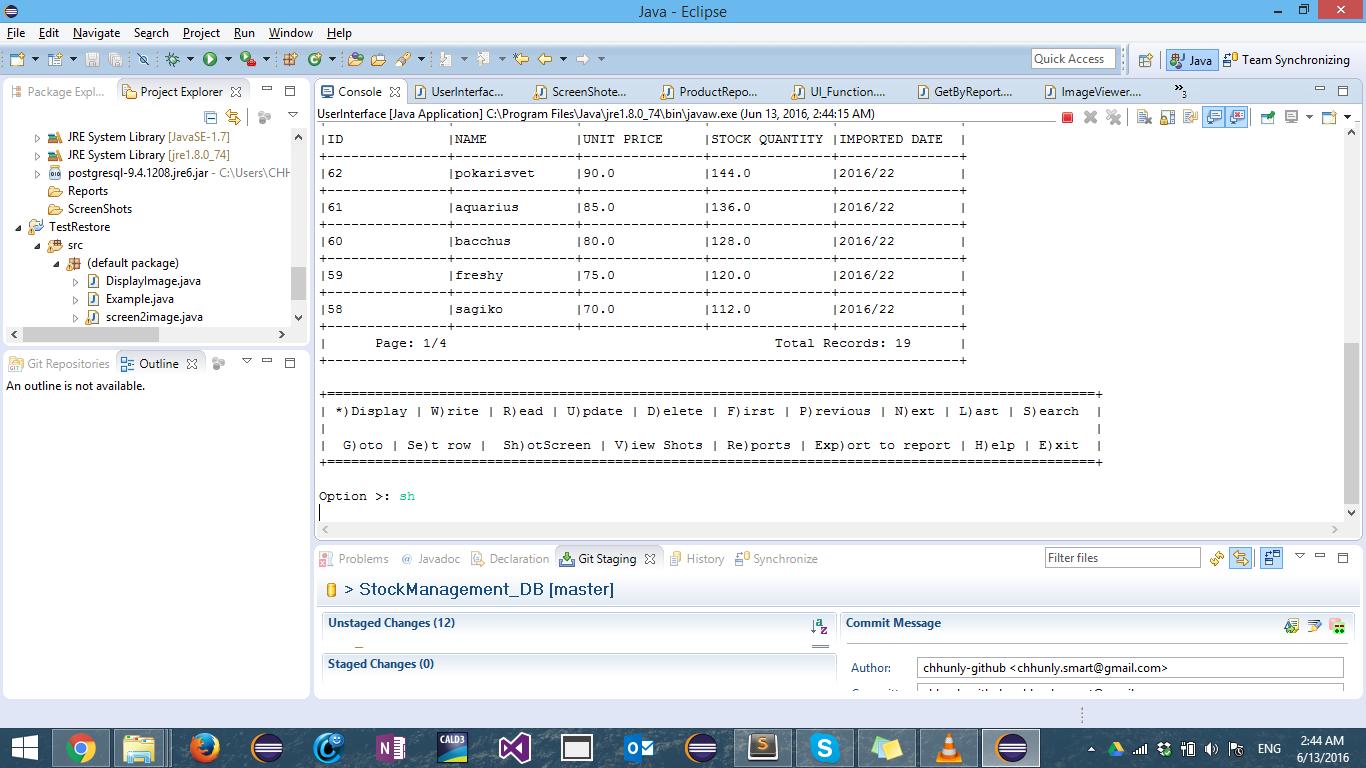 Java - Eclipse
File Edit Navigate Search Project Run Window Help
Quick Access Java Team Synchronizing
Package Expl... Project Explorer
JRE System Library [JavaSE-1.7]
JRE System Library [jre1.8.0_74]
postgresql-9.4.1208.jre6.jar - C:\Users\CHH
Reports
ScreenShots
TestRestore
src
(default package)
DisplayImage.java
Example.java
screen2image.java
Git Repositories Outline
An outline is not available.
Console UserInterfac... ScreenShote... ProductRepo... UI_Function.... GetByReport.... ImageViewer.... »3
UserInterface [Java Application] C:\Program Files\Java\jre1.8.0_74\bin\javaw.exe (Jun 13, 2016, 2:44:15 AM)
|ID |NAME |UNIT PRICE |STOCK QUANTITY |IMPORTED DATE |
|62 |pokarisvet |90.0 |144.0 |2016/22 |
|61 |aquarius |85.0 |136.0 |2016/22 |
|60 |bacchus |80.0 |128.0 |2016/22 |
|59 |freshy |75.0 |120.0 |2016/22 |
|58 |sagiko |70.0 |112.0 |2016/22 |
| Page: 1/4 Total Records: 19 |
| *)Display | W)rite | R)ead | U)pdate | D)elete | F)irst | P)revious | N)ext | L)ast | S)earch |
G)oto | Se)t row | Sh)otScreen | V)iew Shots | Re)ports | Exp)ort to report | H)elp | E)xit |
Option >: sh
Problems @ Javadoc Declaration Git Staging History Synchronize Filter files
> StockManagement_DB [master]
Unstaged Changes (12)
Staged Changes (0)
Commit Message
Author: chhunly-github <chhunly.smart@gmail.com>
CALD3
ENG 2:44 AM
6/13/2016